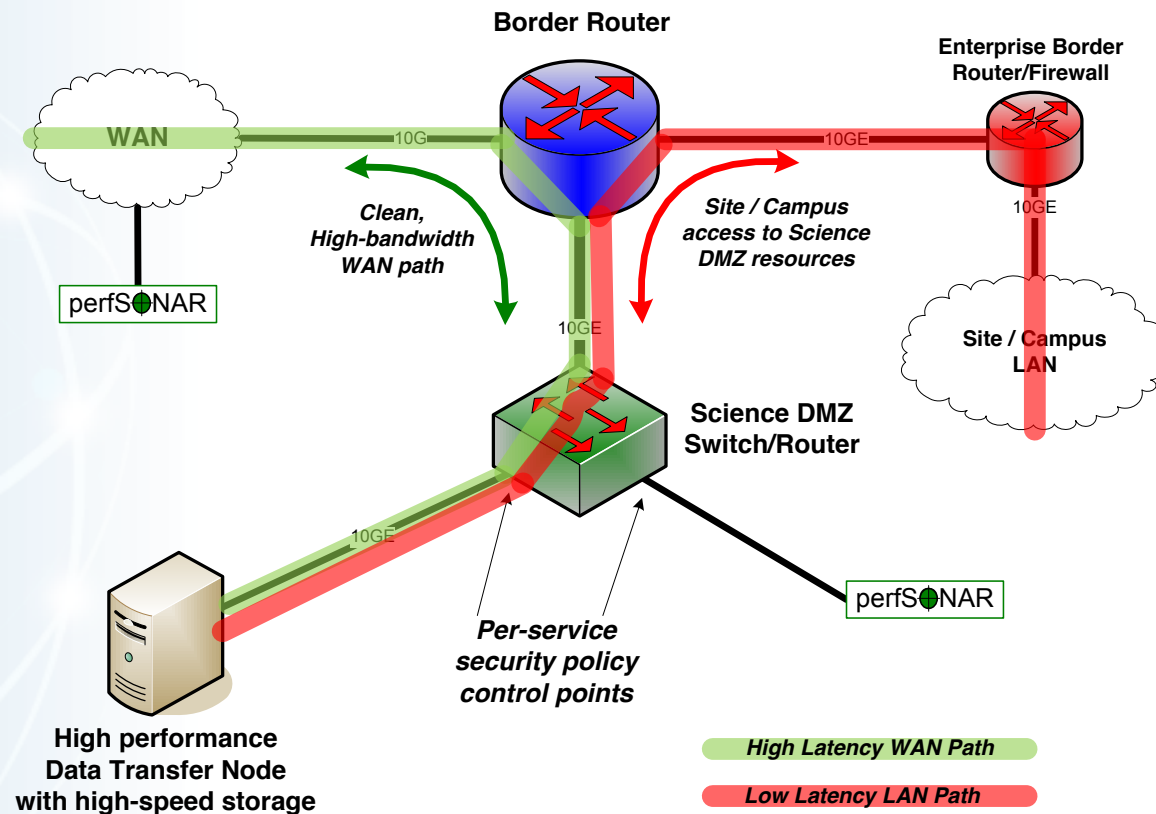 Border Router
Enterprise Border
Router/Firewall
WAN
10G
10GE
10GE
Clean,
High-bandwidth
WAN path
Site / Campus
access to Science
DMZ resources
perfSONAR
10GE
Site / Campus
LAN
Science DMZ
Switch/Router
10GE
perfSONAR
Per-service
security policy
control points
High performance
Data Transfer Node
with high-speed storage
High Latency WAN Path
Low Latency LAN Path